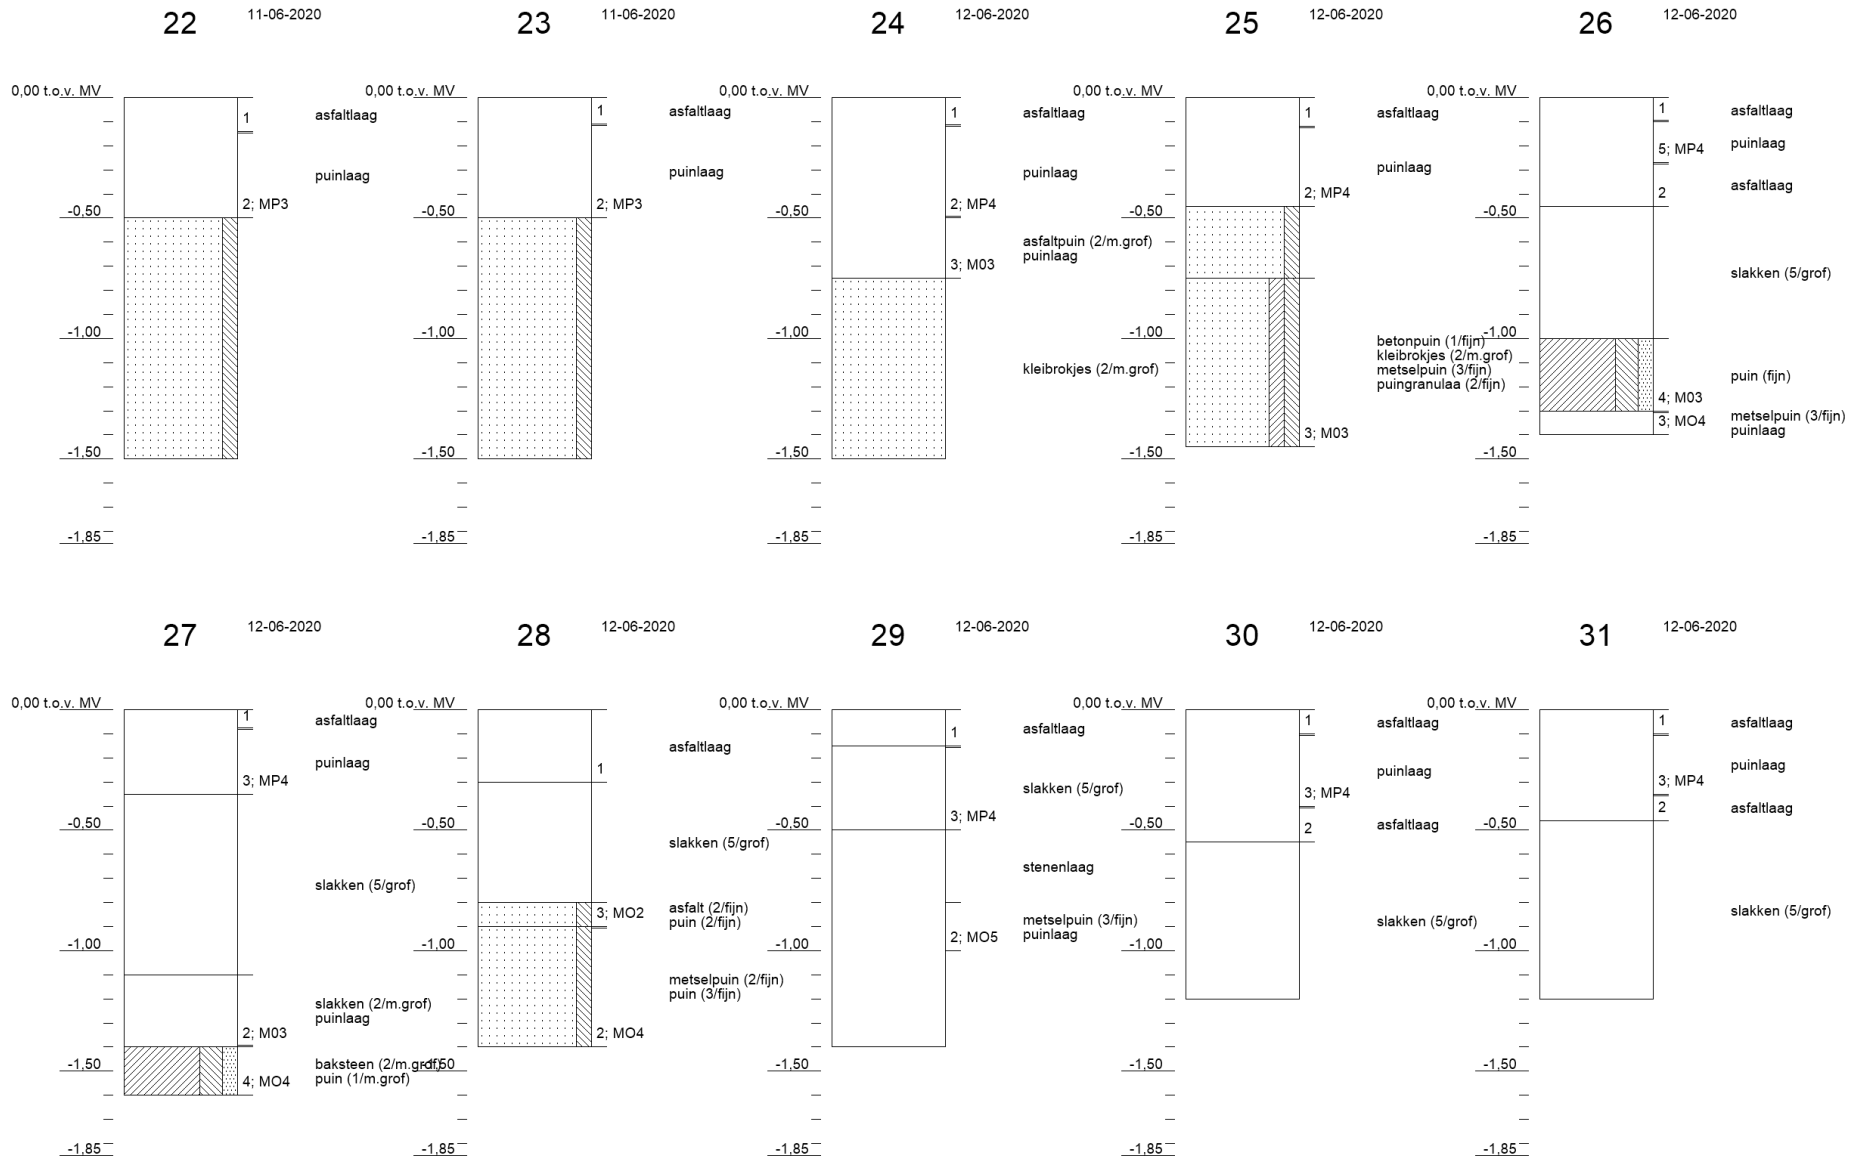 22 11-06-2020
0,00 t.o.v. MV
1
asfaltlaag
puinlaag
2; MP3
-0,50
-1,00
-1,50
-1,85
23 11-06-2020
0,00 t.o.v. MV
1
asfaltlaag
puinlaag
2; MP3
-0,50
-1,00
-1,50
-1,85
24 12-06-2020
0,00 t.o.v. MV
1
asfaltlaag
puinlaag
2; MP4
-0,50
asfaltpuin (2/m.grof)
puinlaag
3; M03
-1,00
kleibrokjes (2/m.grof)
-1,50
-1,85
25 12-06-2020
0,00 t.o.v. MV
1
asfaltlaag
puinlaag
2; MP4
-0,50
-1,00
betonpuin (1/fijn)
kleibrokjes (2/m.grof)
metselpuin (3/fijn)
puingranulaa (2/fijn)
3; M03
-1,50
-1,85
26 12-06-2020
0,00 t.o.v. MV
1
asfaltlaag
puinlaag
5; MP4
asfaltlaag
2
-0,50
slakken (5/grof)
-1,00
puin (fijn)
4; M03
metselpuin (3/fijn)
puinlaag
3; MO4
-1,50
-1,85
27 12-06-2020
0,00 t.o.v. MV
1
asfaltlaag
puinlaag
3; MP4
-0,50
slakken (5/grof)
-1,00
slakken (2/m.grof)
puinlaag
2; M03
baksteen (2/m.grof)
puin (1/m.grof)
4; MO4
-1,50
-1,85
28 12-06-2020
0,00 t.o.v. MV
asfaltlaag
1
-0,50
slakken (5/grof)
asfalt (2/fijn)
puin (2/fijn)
3; MO2
-1,00
metselpuin (2/fijn)
puin (3/fijn)
2; MO4
-1,50
-1,85
29 12-06-2020
0,00 t.o.v. MV
1
asfaltlaag
slakken (5/grof)
3; MP4
-0,50
stenenlaag
metselpuin (3/fijn)
puinlaag
2; MO5
-1,00
-1,50
-1,85
30 12-06-2020
0,00 t.o.v. MV
1
asfaltlaag
puinlaag
3; MP4
asfaltlaag
2
-0,50
slakken (5/grof)
-1,00
-1,50
-1,85
31 12-06-2020
0,00 t.o.v. MV
1
asfaltlaag
puinlaag
3; MP4
asfaltlaag
2
-0,50
slakken (5/grof)
-1,00
-1,50
-1,85